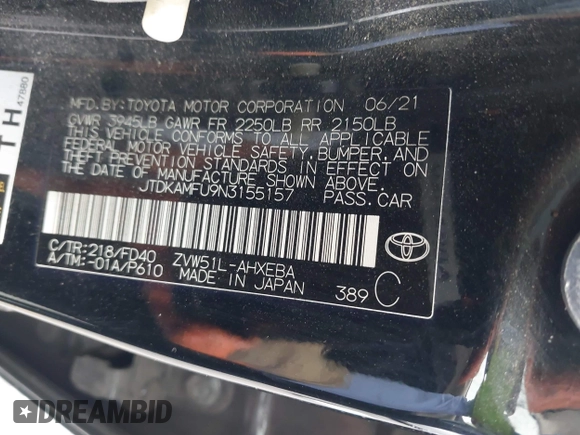 MFD.BY:TOYOTA MOTOR CORPORATION 06/21
GVWR 3945LB GAWR FR 2250LB RR 2150LB
THIS VEHICLE CONFORMS TO ALL APPLICABLE
FEDERAL MOTOR VEHICLE SAFETY,BUMPER,AND
THEFT PREVENTION STANDARDS IN EFFECT ON
THE DATE OF MANUFACTURE SHOWN ABOVE.
JTDKAMFU9N3155157 PASS.CAR
C/TR:218/FD40 ZVW51L-AHXEBA
A/TM:-01A/P610 MADE IN JAPAN
389 C
TH
47880
DREAMBID